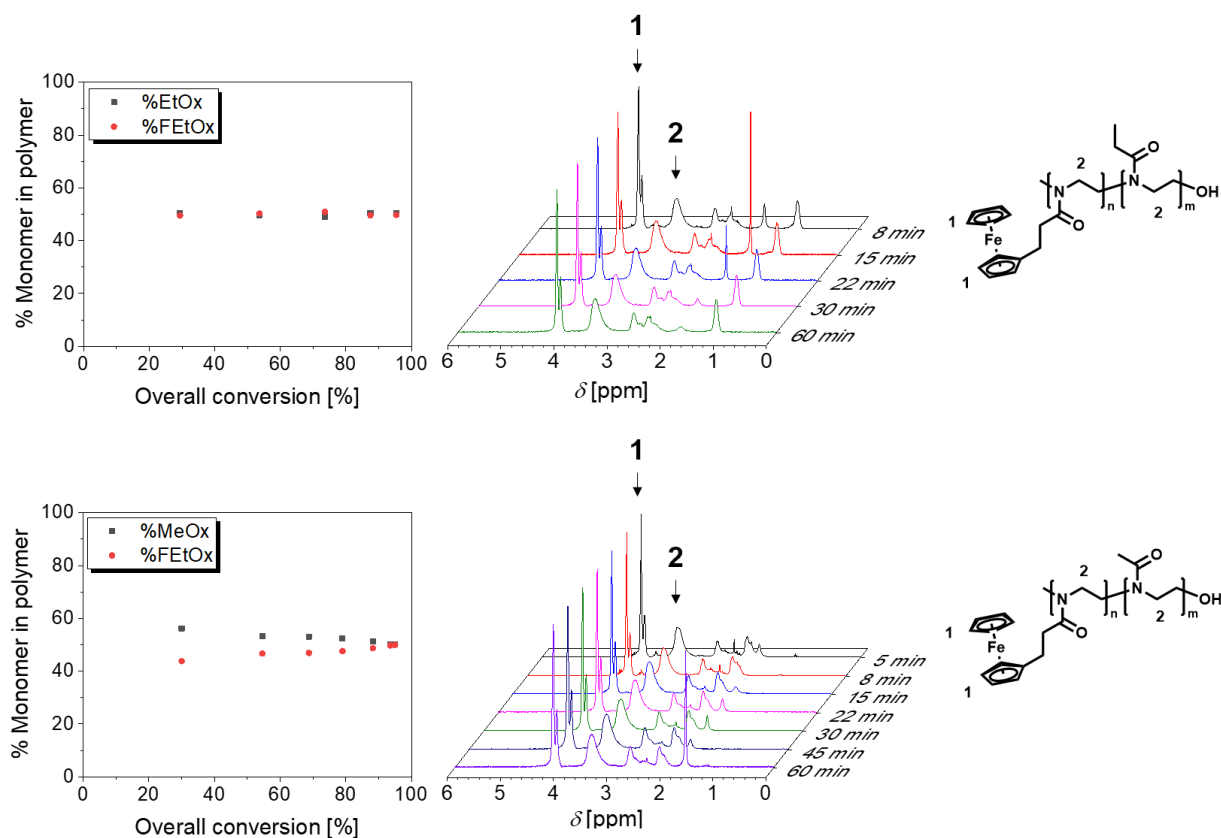 1
2
100
80
60
40
20
0
% Monomer in polymer
%EtOx
%FEtOx
0 20 40 60 80 100
Overall conversion [%]
8 min
15 min
22 min
30 min
60 min
6 5 4 3 2 1 0
δ [ppm]
2
O
N
n
N
2
m
OH
O
1
Fe
1
1
2
100
80
60
40
20
0
% Monomer in polymer
%MeOx
%FEtOx
0 20 40 60 80 100
Overall conversion [%]
5 min
8 min
15 min
22 min
30 min
45 min
60 min
6 5 4 3 2 1 0
δ [ppm]
2
O
N
n
N
2
m
OH
O
1
Fe
1